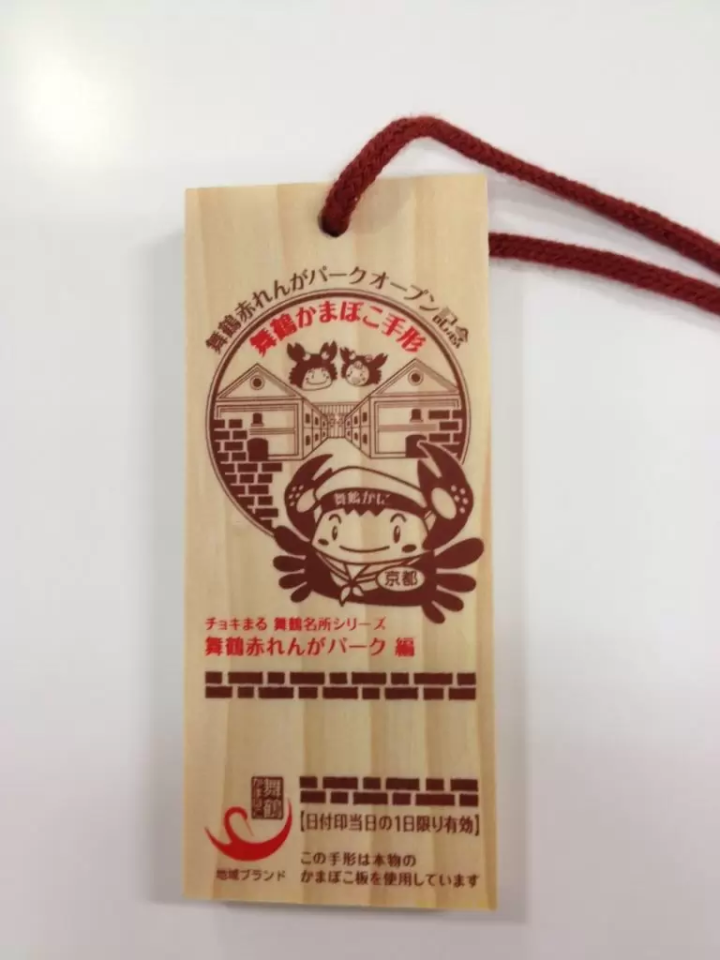 舞鶴赤れんがパークオープン記念
舞鶴かまぼこ手形
舞鶴かに
京都
チョキまる 舞鶴名所シリーズ
舞鶴赤れんがパーク 編
舞鶴
かまぼこ
【日付印当日の1日限り有効】
地域ブランド
この手形は本物の
かまぼこ板を使用しています